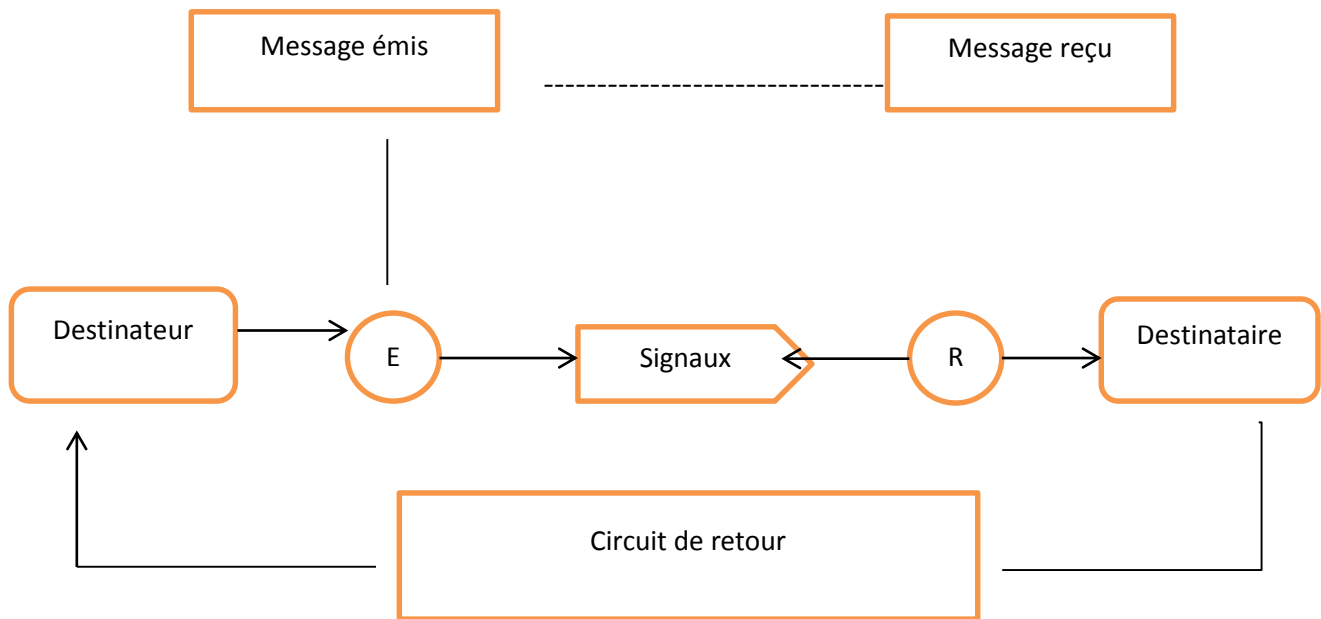 Message émis
Message reçu
Destinateur
E
Signaux
R
Destinataire
Circuit de retour